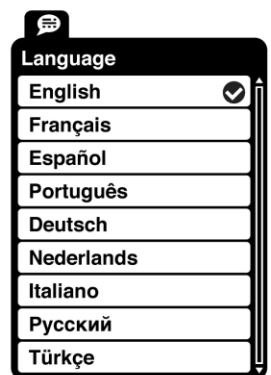 Language
English
Français
Español
Português
Deutsch
Nederlands
Italiano
Русский
Türkçe